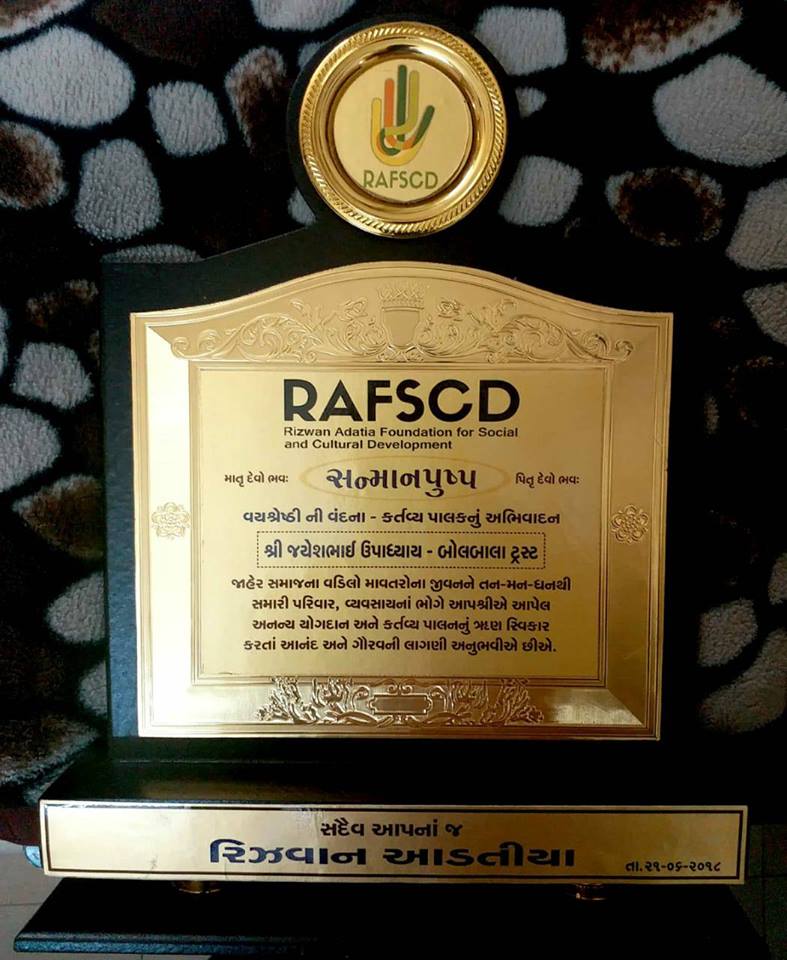 RAFSCD
RAFSCD
Rizwan Adatia Foundation for Social
and Cultural Development
માતૃ દેવો ભવઃ સન્માનપુષ્પ પિતૃ દેવો ભવઃ
વયશ્રેષ્ઠી ની વંદના - કર્તવ્ય પાલકનું અભિવાદન
શ્રી જયેશભાઈ ઉપાધ્યાય - બોલબાલા ટ્રસ્ટ
જાહેર સમાજના વડિલો માવતરોના જીવનને તન-મન-ધનથી
સમારી પરિવાર, વ્યવસાયનાં ભોગે આપશ્રીએ આપેલ
અનન્ય યોગદાન અને કર્તવ્ય પાલનનું ઋણ સ્વિકાર
કરતાં આનંદ અને ગૌરવની લાગણી અનુભવીએ છીએ.
સદૈવ આપનાં જ
રિઝવાન આડતીયા
તા.૨૧-૦૬-૨૦૧૮